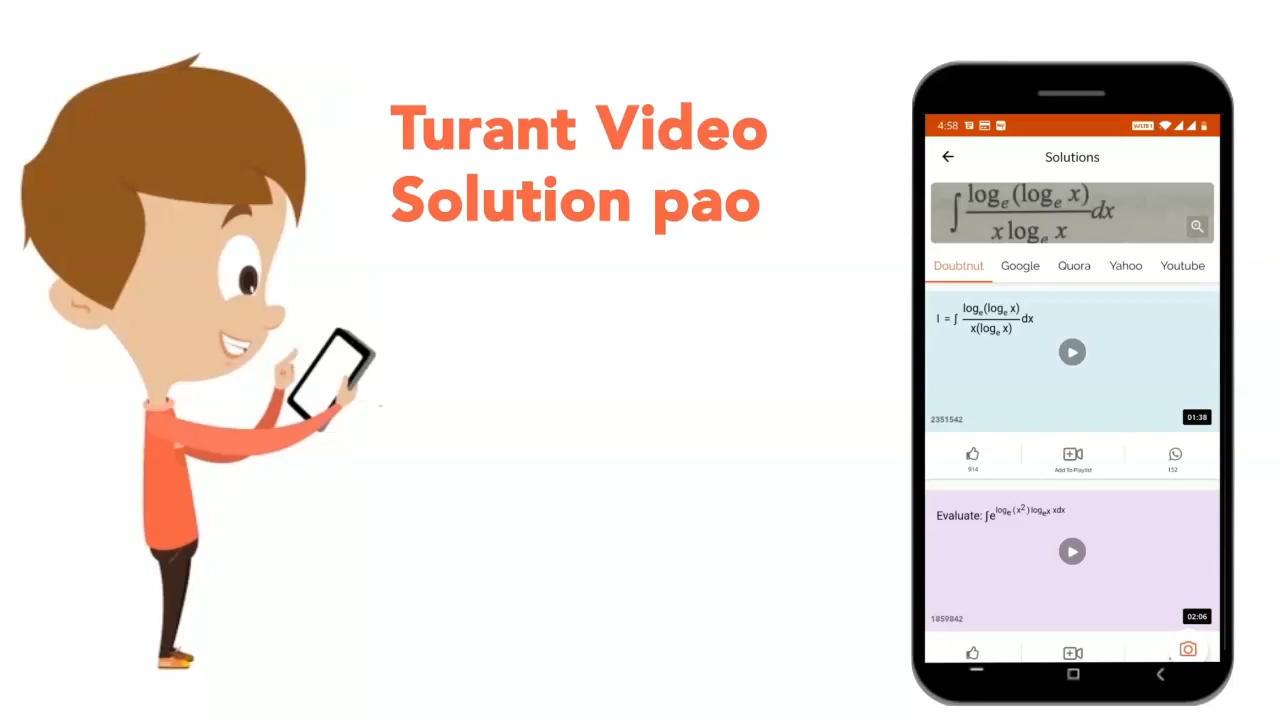 Turant Video
Solution pao
4:58
VoLTE1
Solutions
∫ logₑ(logₑ x) / x logₑ x dx
Doubtnut Google Quora Yahoo Youtube
I = ∫ logₑ(logₑ x) / x(logₑ x) dx
2351542 01:38
914 Add To Playlist 152
Evaluate: ∫e^logₑ(x²)logₑx xdx
1859842 02:06